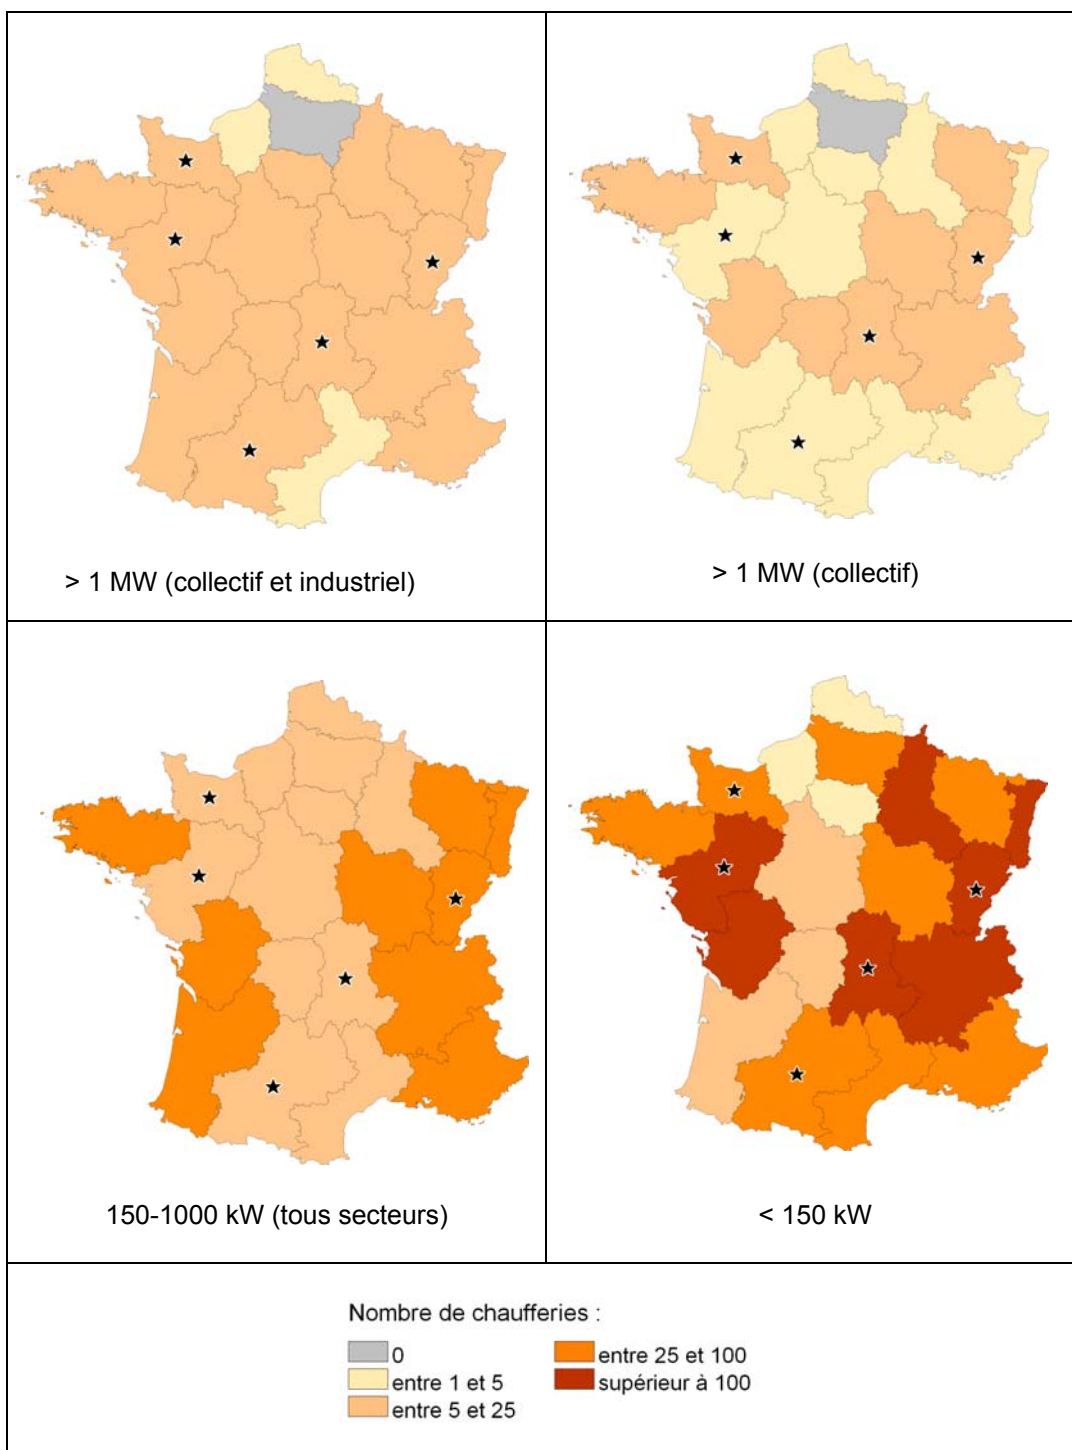 > 1 MW (collectif et industriel)
> 1 MW (collectif)
150-1000 kW (tous secteurs)
< 150 kW
Nombre de chaufferies :
0
entre 1 et 5
entre 5 et 25
entre 25 et 100
supérieur à 100